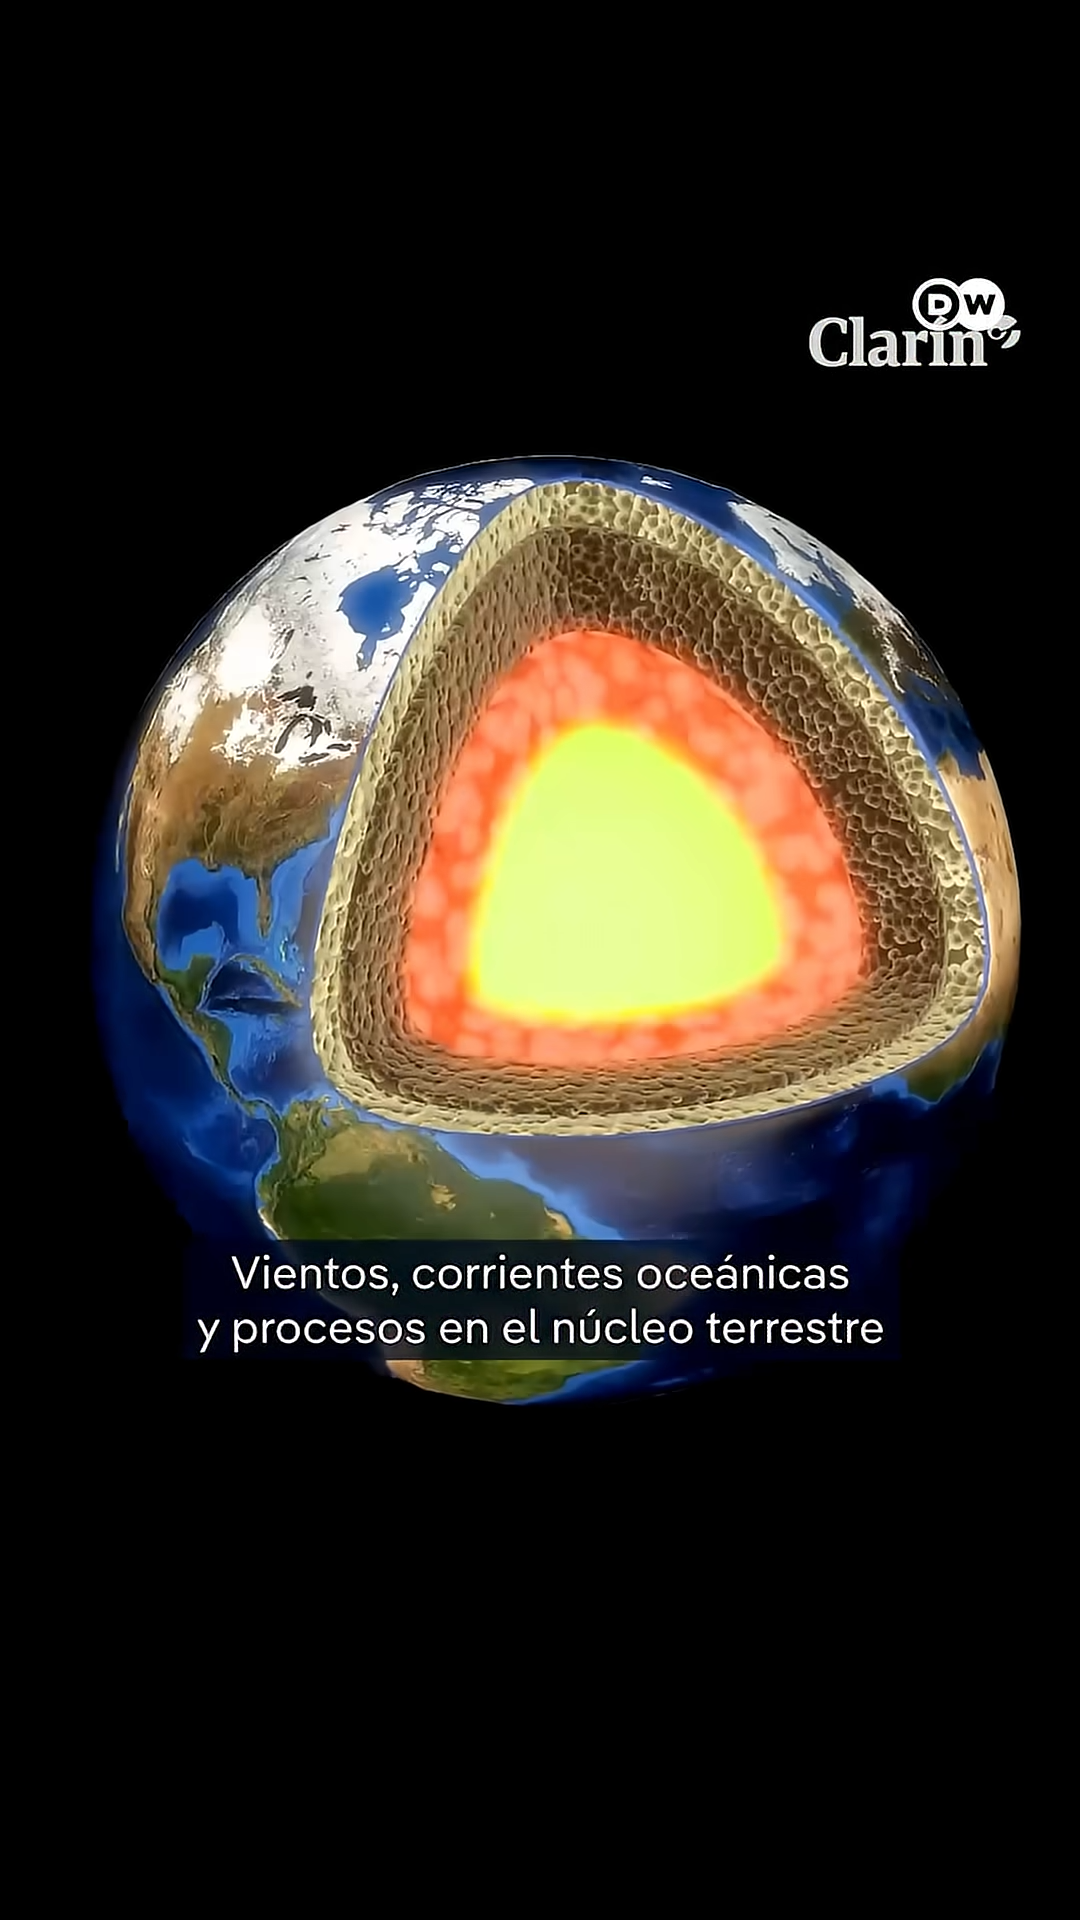 DW
Clarín
Vientos, corrientes oceánicas
y procesos en el núcleo terrestre